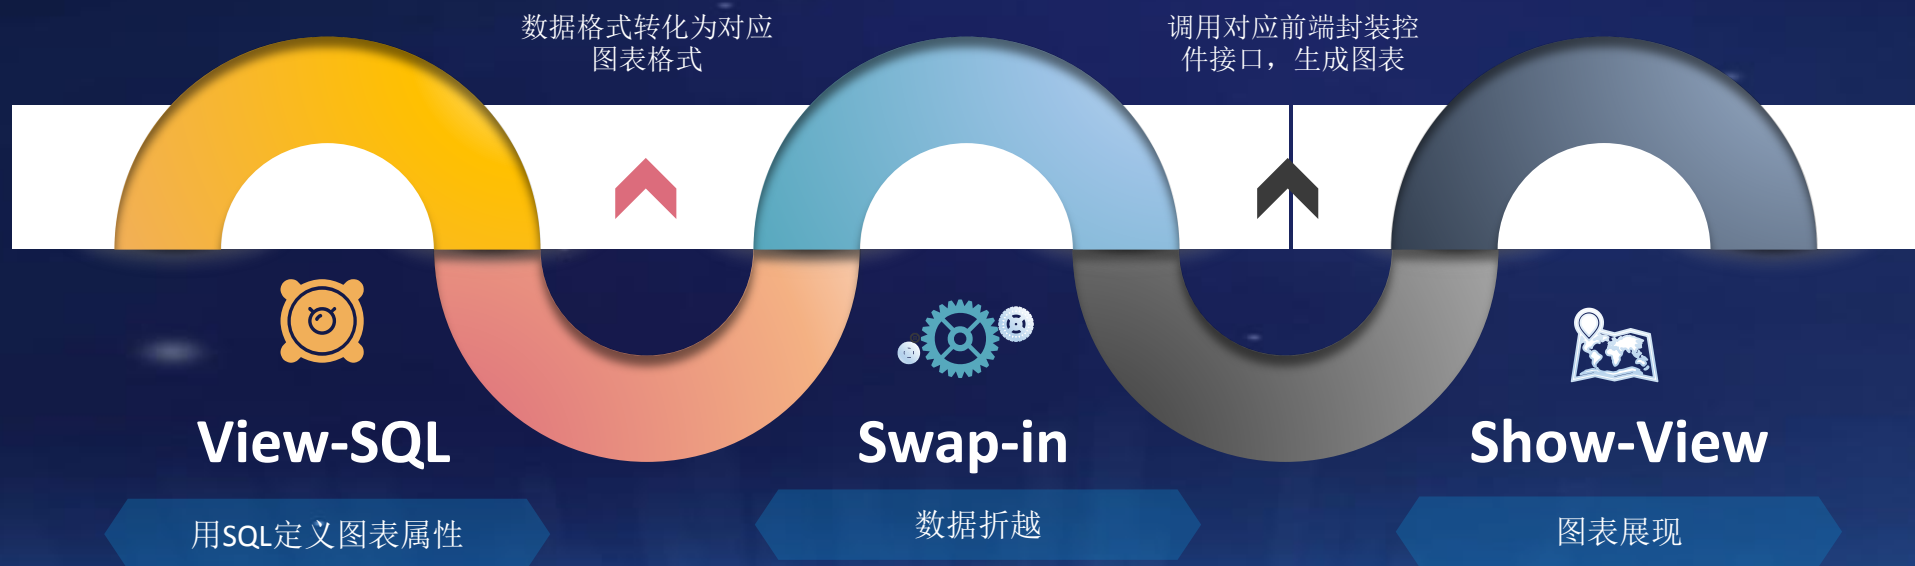 数据格式转化为对应
图表格式
调用对应前端封装控
件接口，生成图表
View-SQL
Swap-in
Show-View
用SQL定义图表属性
数据折越
图表展现